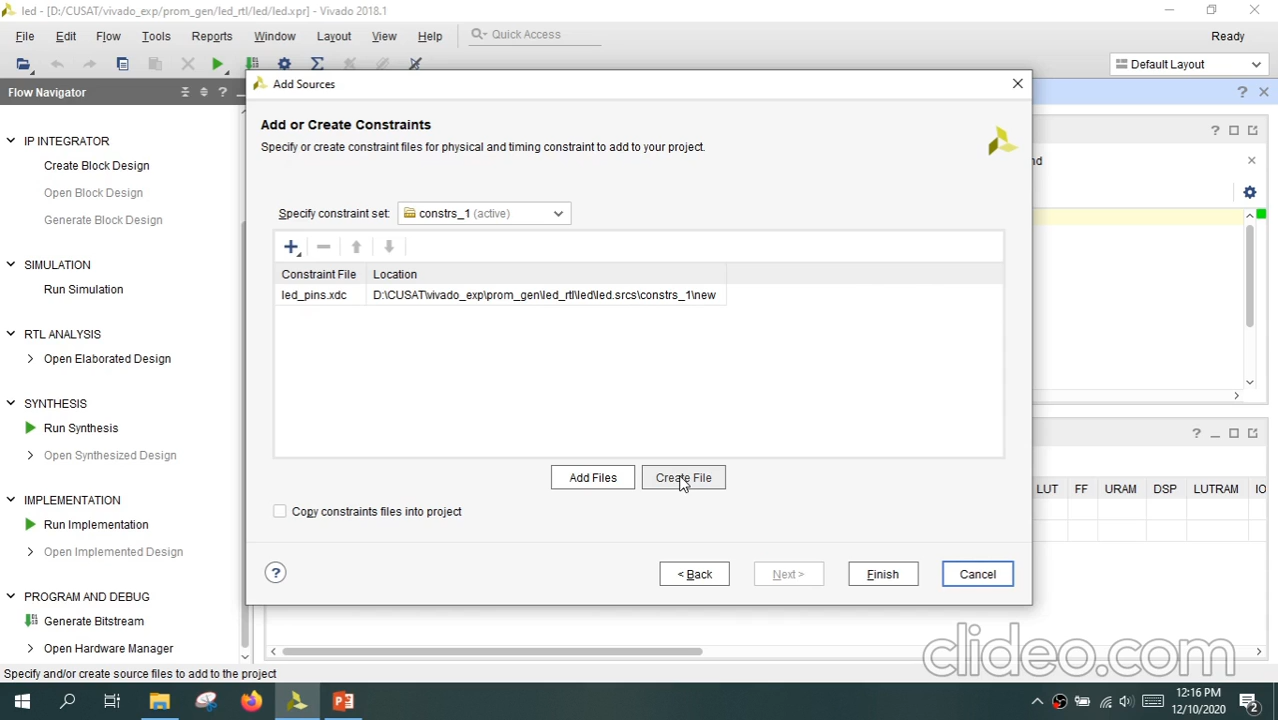 led - [D:/CUSAT/vivado_exp/prom_gen/led_rtl/led/led.xpr] - Vivado 2018.1
File Edit Flow Tools Reports Window Layout View Help Quick Access Ready
Default Layout
Flow Navigator
IP INTEGRATOR
Create Block Design
Open Block Design
Generate Block Design
SIMULATION
Run Simulation
RTL ANALYSIS
Open Elaborated Design
SYNTHESIS
Run Synthesis
Open Synthesized Design
IMPLEMENTATION
Run Implementation
Open Implemented Design
PROGRAM AND DEBUG
Generate Bitstream
Open Hardware Manager
Add Sources
Add or Create Constraints
Specify or create constraint files for physical and timing constraint to add to your project.
Specify constraint set: constrs_1 (active)
Constraint File Location
led_pins.xdc D:\CUSAT\vivado_exp\prom_gen\led_rtl\led\led.srcs\constrs_1\new
Add Files Create File
Copy constraints files into project
< Back Next > Finish Cancel
nd
LUT FF URAM DSP LUTRAM IO
Specify and/or create source files to add to the project
clideo.com
12:16 PM
12/10/2020
2